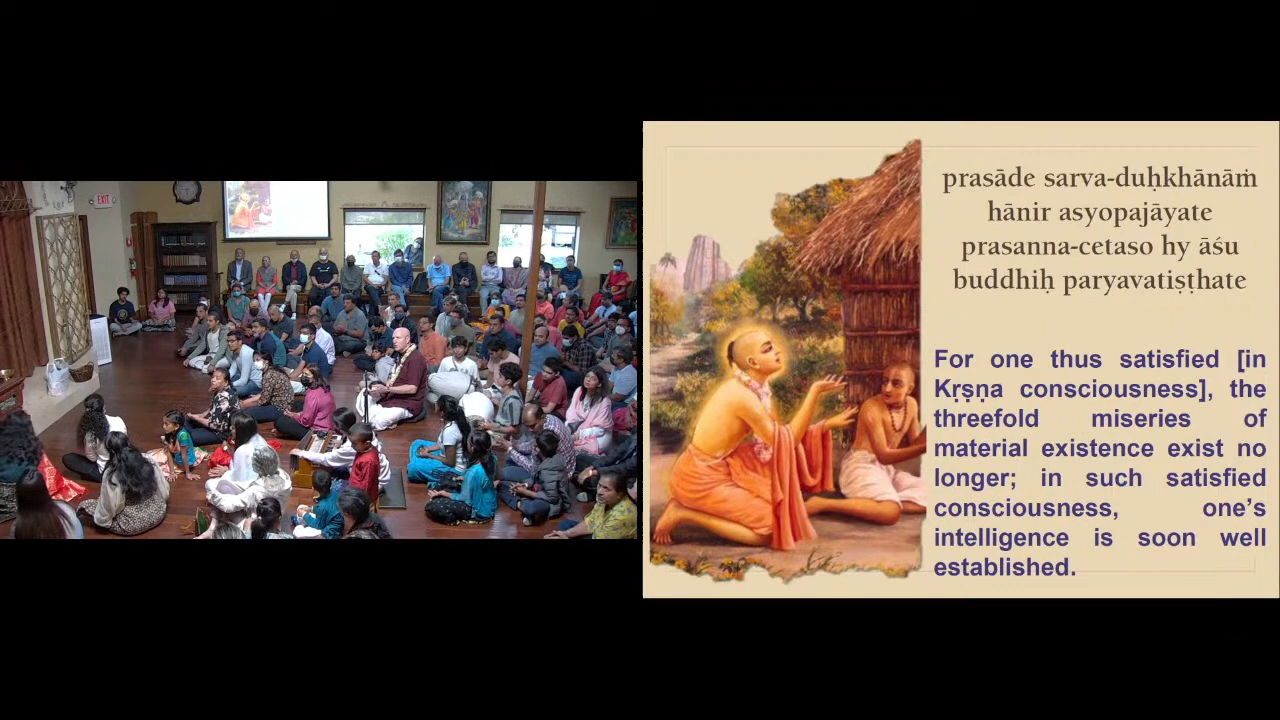 EXIT
prasāde sarva-duḥkhānāṁ
hānir asyopajāyate
prasanna-cetaso hy āśu
buddhiḥ paryavatiṣṭhate
For one thus satisfied [in
Kṛṣṇa consciousness], the
threefold miseries of
material existence exist no
longer; in such satisfied
consciousness, one’s
intelligence is soon well
established.